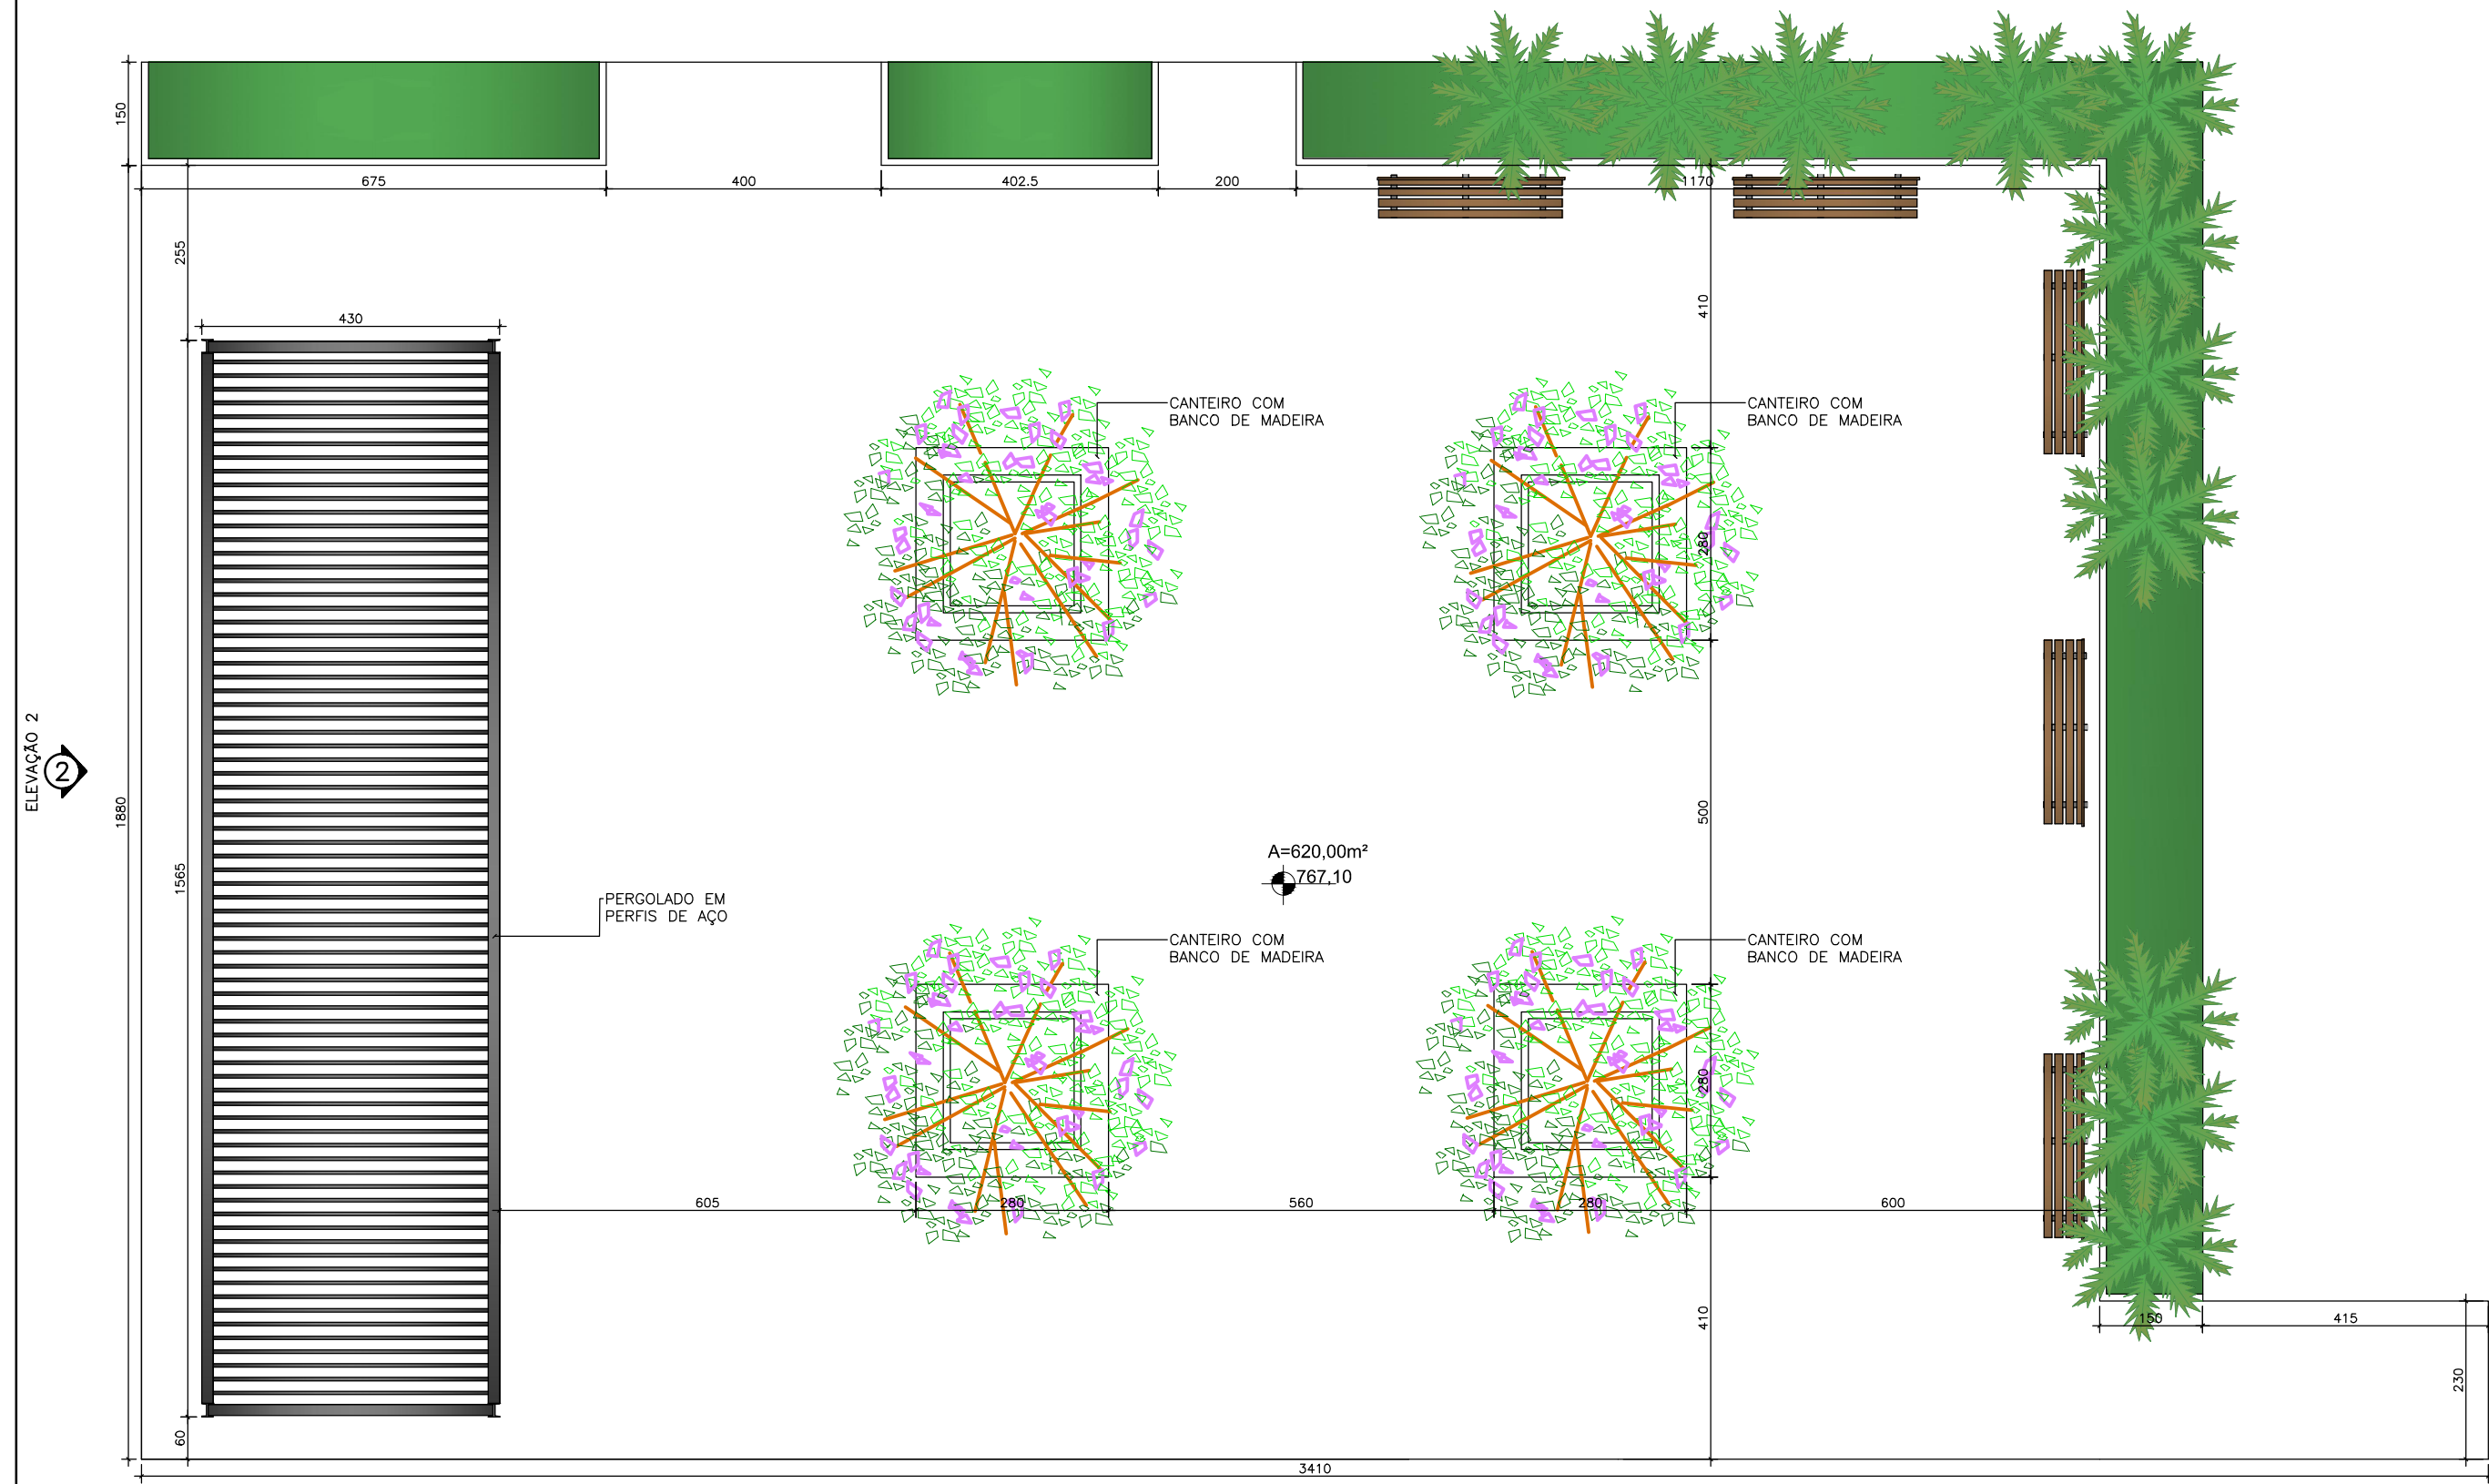 150
675
400
402.5
200
1170
255
410
430
CANTEIRO COM
BANCO DE MADEIRA
CANTEIRO COM
BANCO DE MADEIRA
280
ELEVAÇÃO 2
2
1880
1565
500
A=620,00m²
767,10
PERGOLADO EM
PERFIS DE AÇO
CANTEIRO COM
BANCO DE MADEIRA
CANTEIRO COM
BANCO DE MADEIRA
280
605
280
560
280
600
410
150
415
230
60
3410